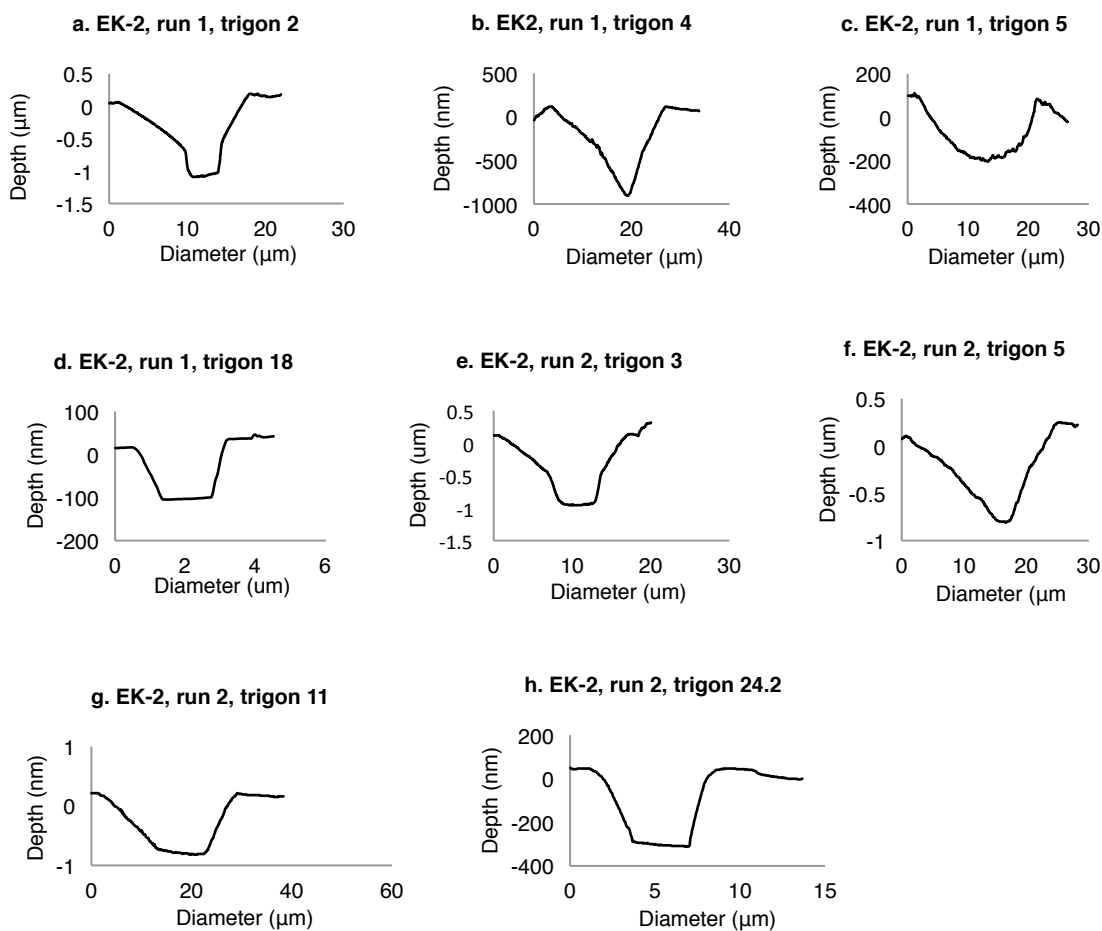 a. EK-2, run 1, trigon 2
0.5
0
-0.5
-1
-1.5
Depth (µm)
0 10 20 30
Diameter (µm)
b. EK2, run 1, trigon 4
500
0
-500
-1000
Depth (nm)
0 20 40
Diameter (µm)
c. EK-2, run 1, trigon 5
200
0
-200
-400
Depth (nm)
0 10 20 30
Diameter (µm)
d. EK-2, run 1, trigon 18
100
0
-100
-200
Depth (nm)
0 2 4 6
Diameter (um)
e. EK-2, run 2, trigon 3
0.5
0
-0.5
-1
-1.5
Depth (um)
0 10 20 30
Diameter (um)
f. EK-2, run 2, trigon 5
0.5
0
-0.5
-1
Depth (um)
0 10 20 30
Diameter (µm
g. EK-2, run 2, trigon 11
1
0
-1
Depth (nm)
0 20 40 60
Diameter (µm)
h. EK-2, run 2, trigon 24.2
200
0
-200
-400
Depth (nm)
0 5 10 15
Diameter (µm)